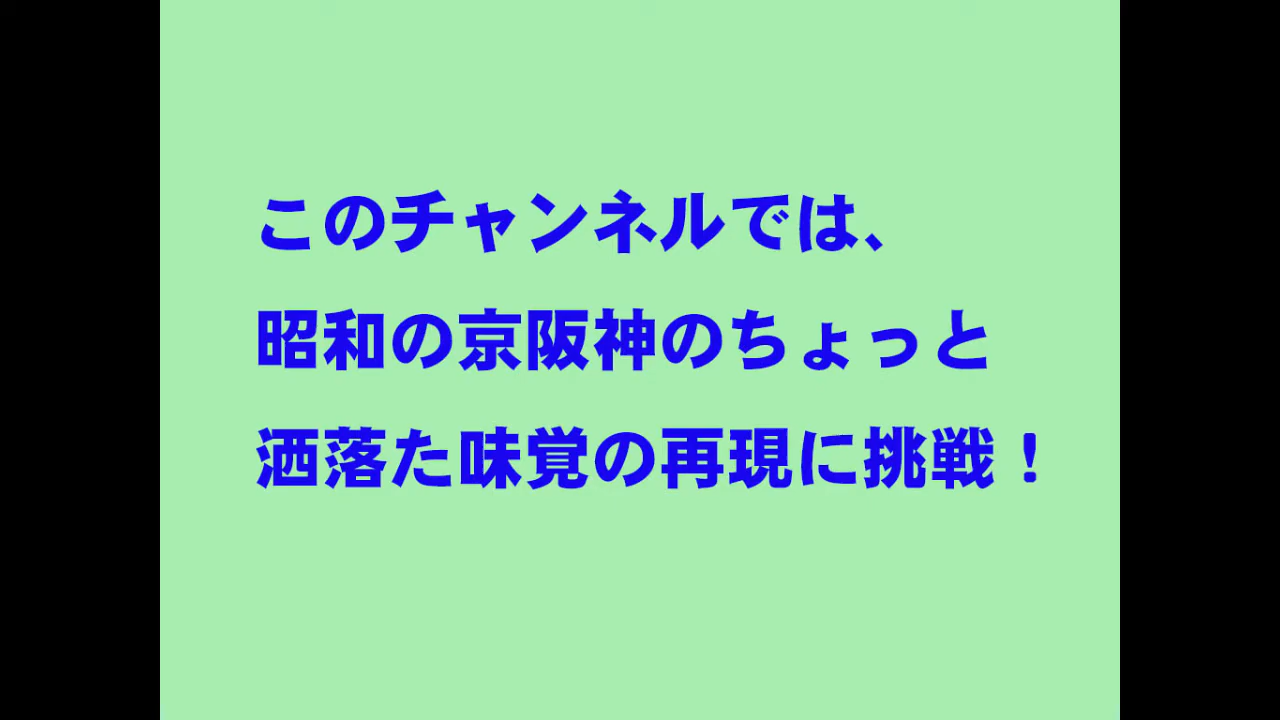 このチャンネルでは、
昭和の京阪神のちょっと
洒落た味覚の再現に挑戦！